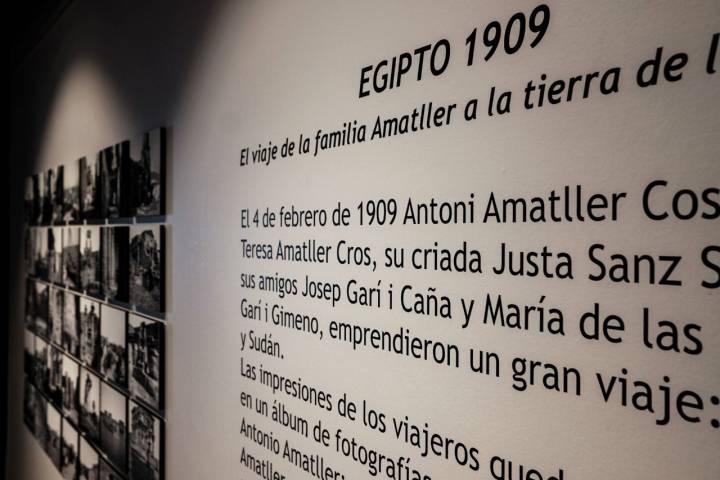 EGIPTO 1909
El viaje de la familia Amatller a la tierra de l
El 4 de febrero de 1909 Antoni Amatller Cos
Teresa Amatller Cros, su criada Justa Sanz S
sus amigos Josep Garí i Caña y María de las
Garí i Gimeno, emprendieron un gran viaje:
y Sudán.
Las impresiones de los viajeros qued
en un álbum de fotografías
Antonio Amatller:
Amatller